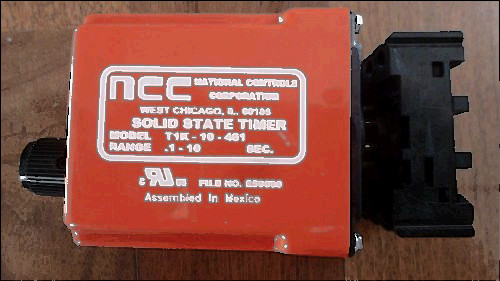 NCC NATIONAL CONTROLS
CORPORATION
WEST CHICAGO, IL. 60185
SOLID STATE TIMER
MODEL T1K - 10 - 461
RANGE .1 - 10 SEC.
FILE NO.
Assembled In Mexico